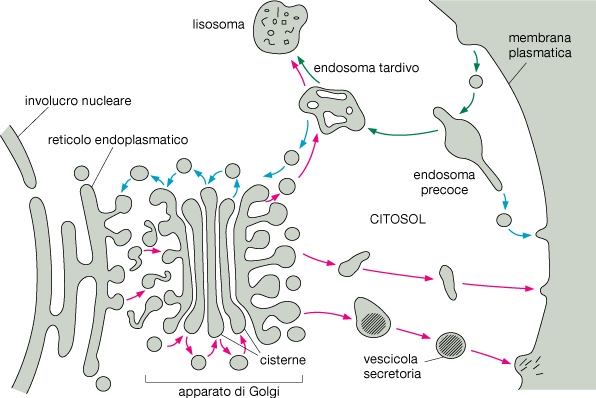 lisosoma
membrana
plasmatica
endosoma tardivo
involucro nucleare
reticolo endoplasmatico
endosoma
precoce
CITOSOL
cisterne
vescicola
secretoria
apparato di Golgi